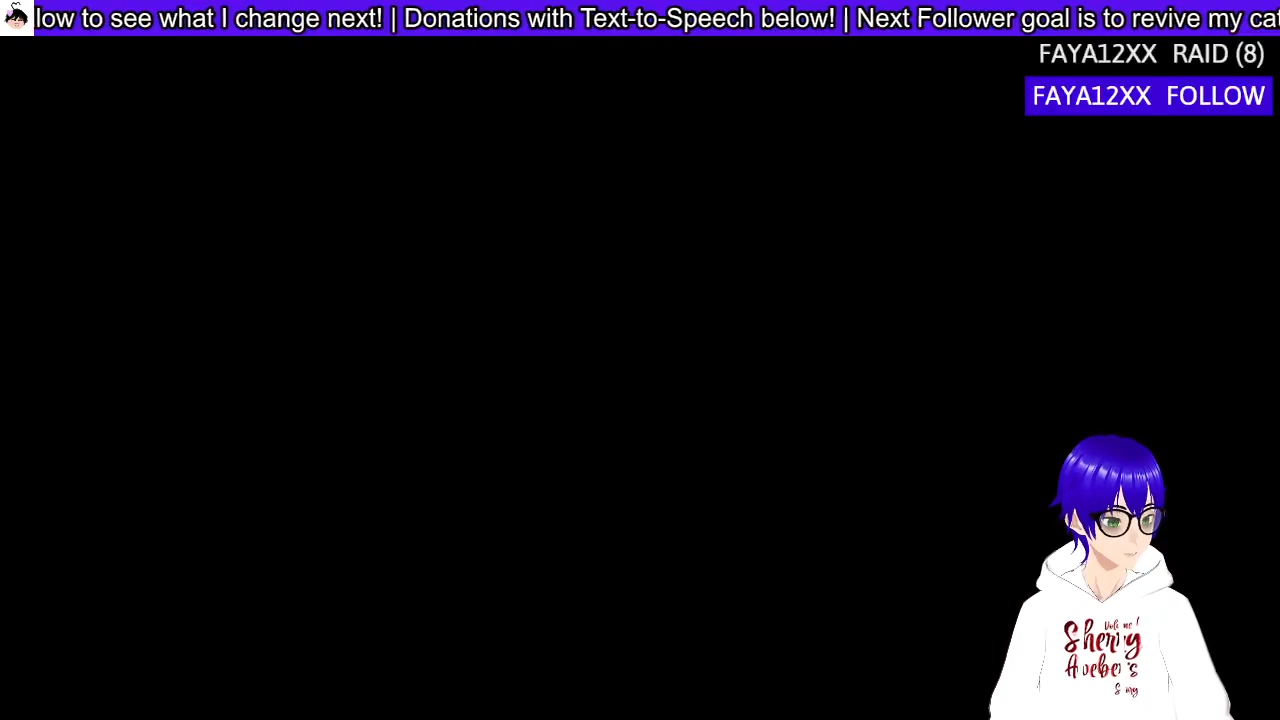 low to see what I change next! | Donations with Text-to-Speech below! | Next Follower goal is to revive my cat
FAYA12XX RAID (8)
FAYA12XX FOLLOW
Sherry